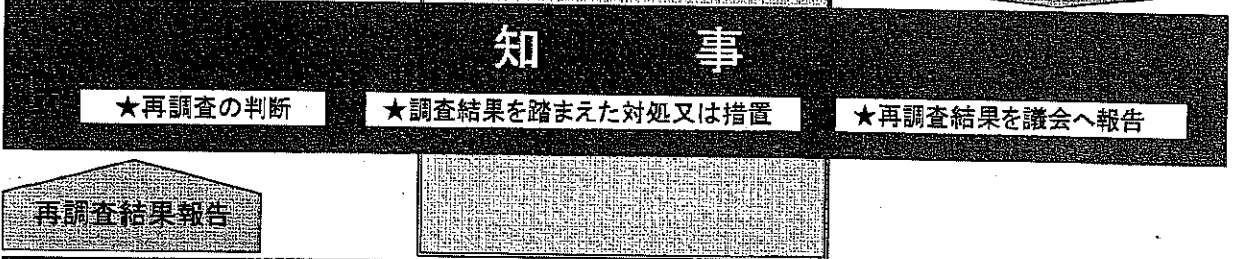 知　事
★再調査の判断
★調査結果を踏まえた対処又は措置
★再調査結果を議会へ報告
再調査結果報告